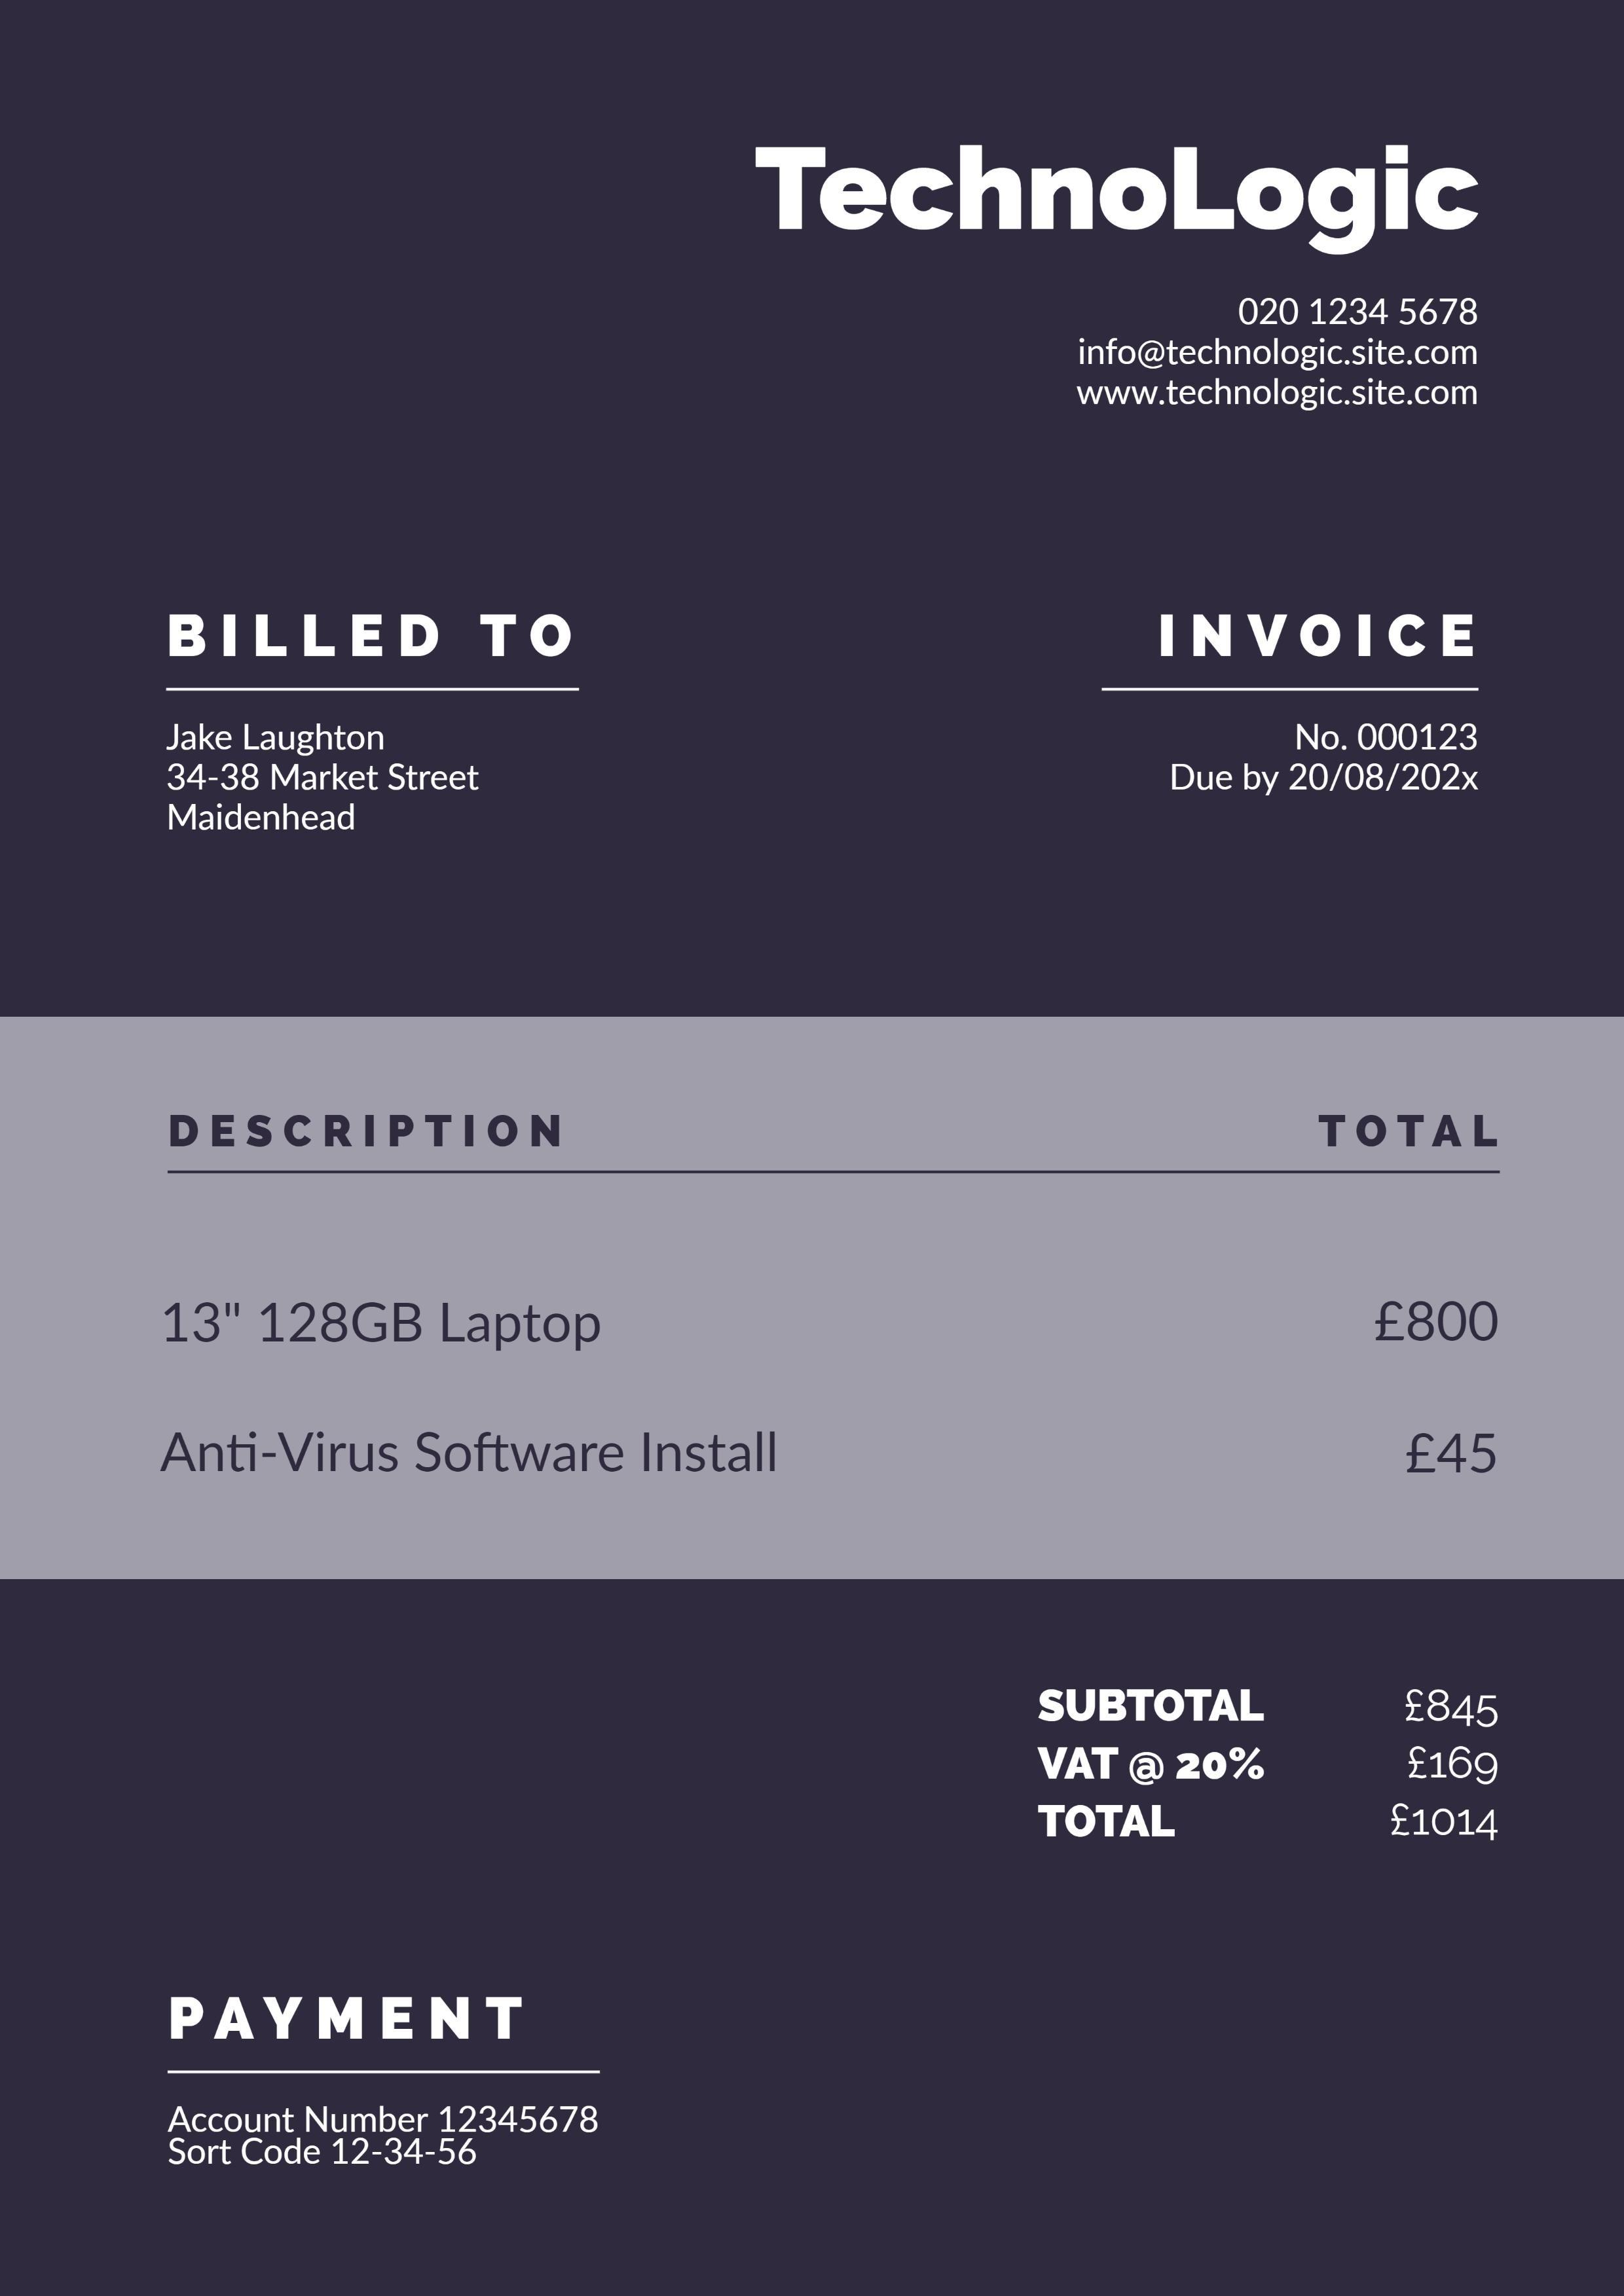 TechnoLogic
020 1234 5678
info@technologic.site.com
www.technologic.site.com
BILLED TO
Jake Laughton
34-38 Market Street
Maidenhead
INVOICE
No. 000123
Due by 20/08/202x
DESCRIPTION TOTAL
13" 128GB Laptop £800
Anti-Virus Software Install £45
SUBTOTAL £845
VAT @ 20% £169
TOTAL £1014
PAYMENT
Account Number 12345678
Sort Code 12-34-56